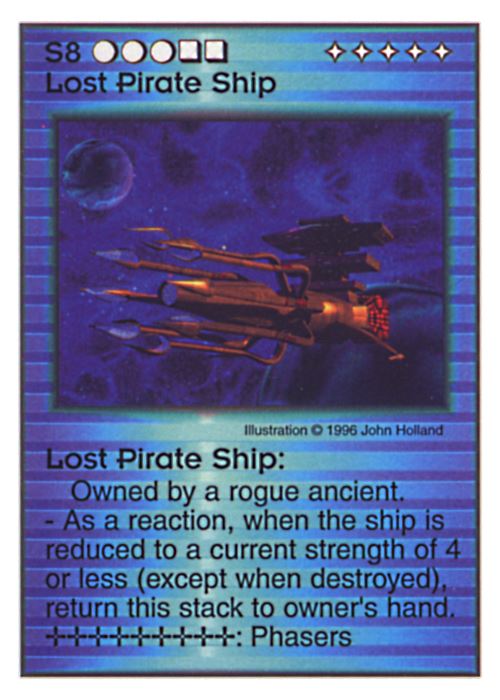 S8
Lost Pirate Ship
Illustration © 1996 John Holland
Lost Pirate Ship:
Owned by a rogue ancient.
- As a reaction, when the ship is
reduced to a current strength of 4
or less (except when destroyed),
return this stack to owner's hand.
: Phasers